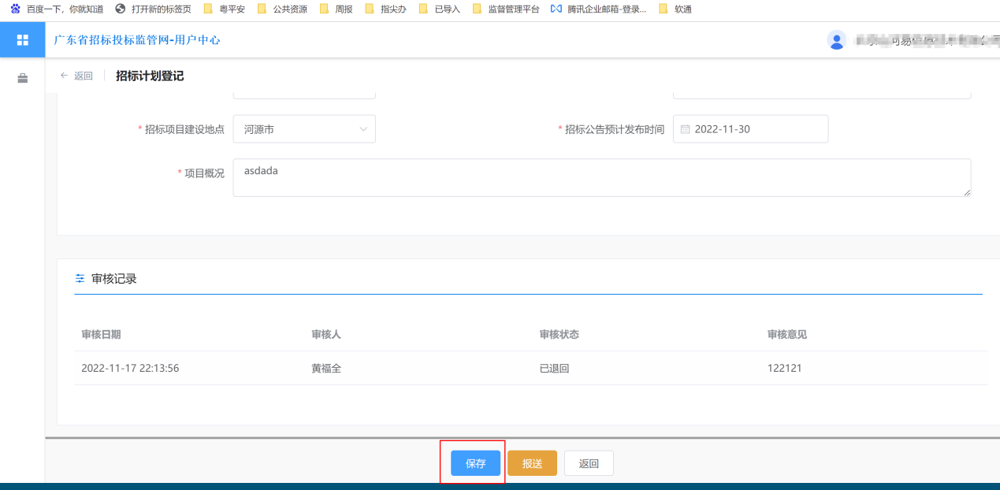 百度一下，你就知道 打开新的标签页 粤平安 公共资源 周报 指尖办 已导入 监督管理平台 腾讯企业邮箱-登录... 软通
广东省招标投标监管网-用户中心
返回 招标计划登记
* 招标项目建设地点 河源市 * 招标公告预计发布时间 2022-11-30
* 项目概况 asdada
审核记录
审核日期 审核人 审核状态 审核意见
2022-11-17 22:13:56 黄福全 已退回 122121
保存 报送 返回